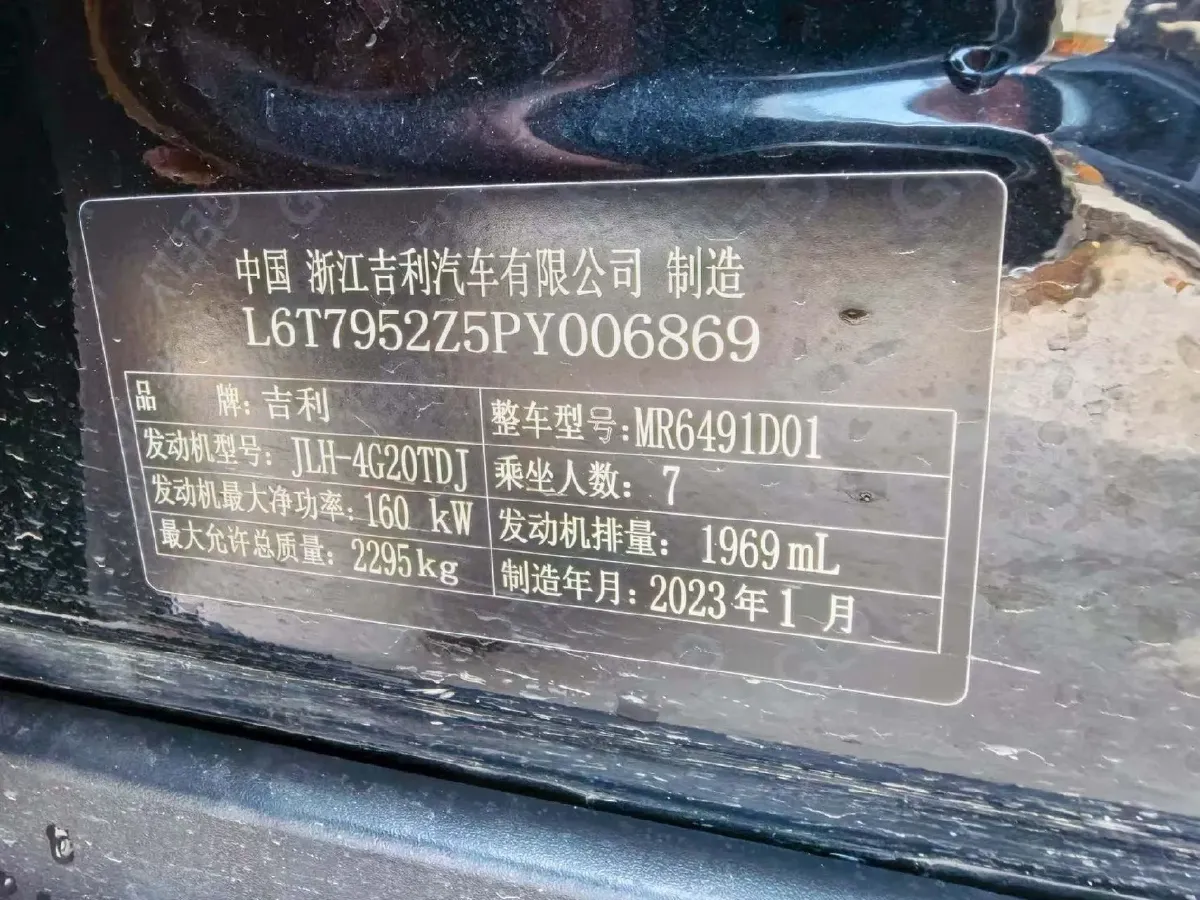 中国 浙江吉利汽车有限公司 制造
L6T7952Z5PY006869
品 牌: 吉利 整车型号: MR6491D01
发动机型号: JLH-4G20TDJ 乘坐人数: 7
发动机最大净功率: 160 kW 发动机排量: 1969mL
最大允许总质量: 2295kg 制造年月: 2023年1月